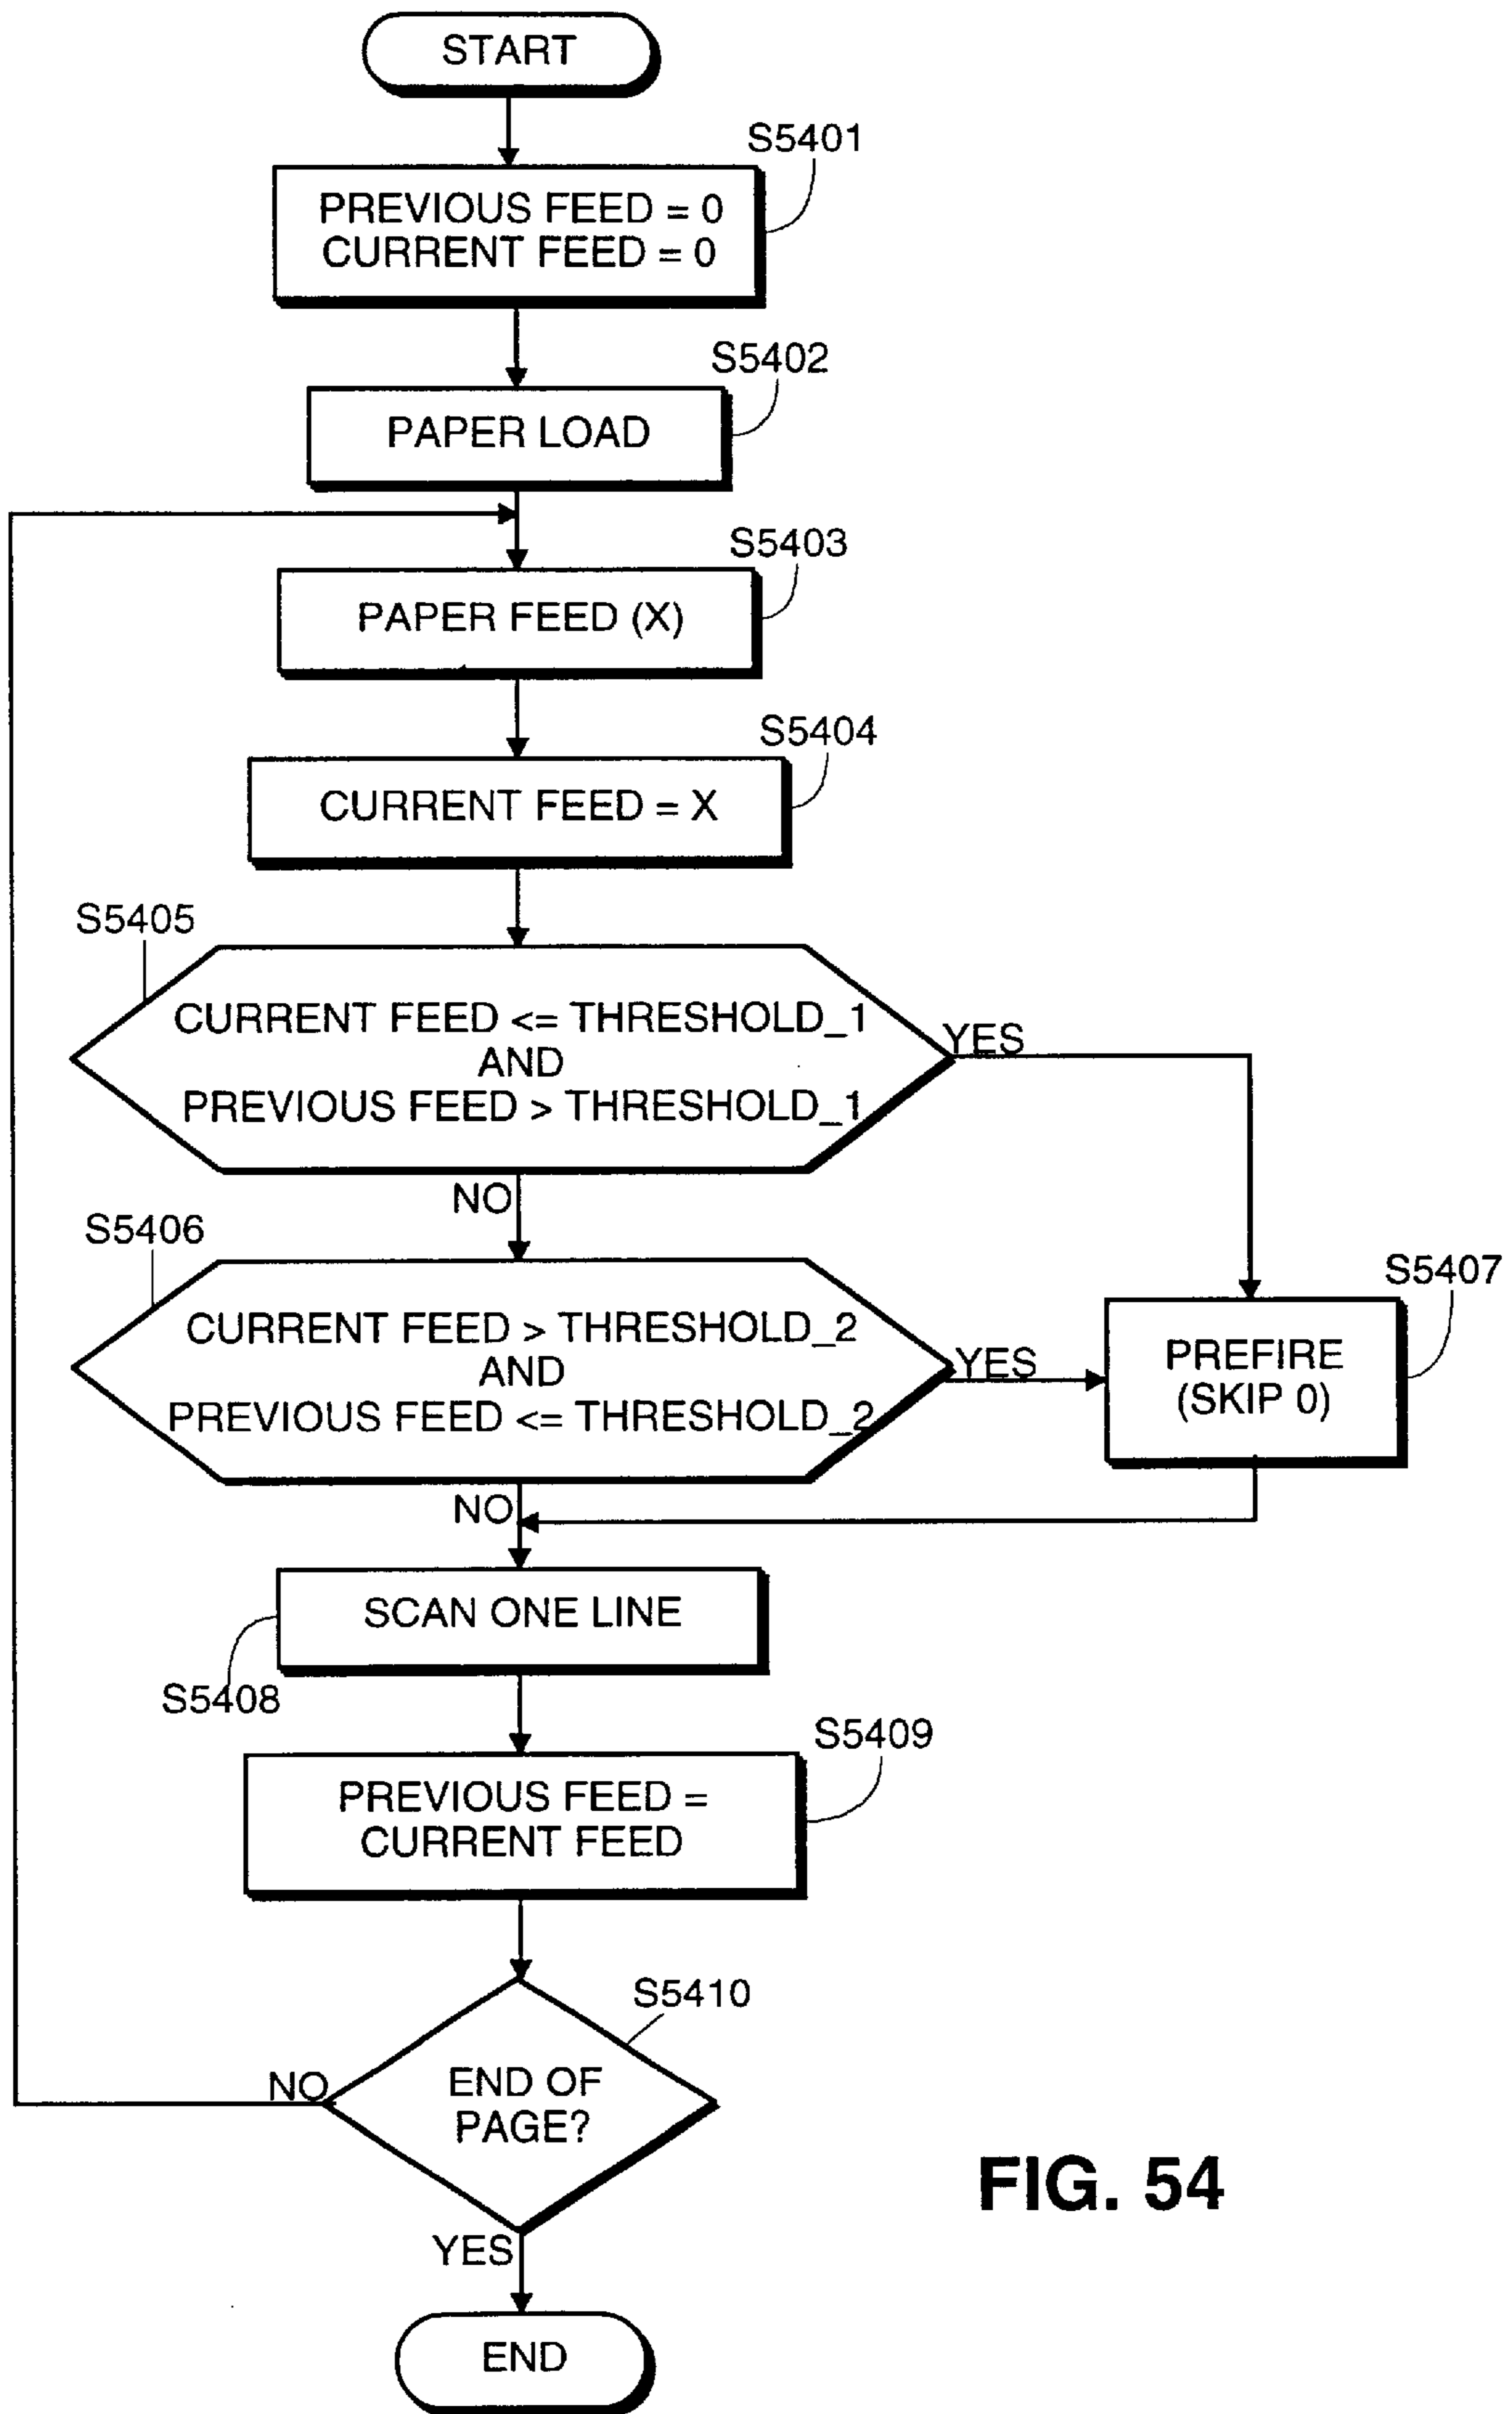 START
S5401
PREVIOUS FEED = 0
CURRENT FEED = 0
S5402
PAPER LOAD
S5403
PAPER FEED (X)
S5404
CURRENT FEED = X
S5405
CURRENT FEED <= THRESHOLD_1
AND
PREVIOUS FEED > THRESHOLD_1
YES
NO
S5406
CURRENT FEED > THRESHOLD_2
AND
PREVIOUS FEED <= THRESHOLD_2
YES
S5407
PREFIRE
(SKIP 0)
NO
SCAN ONE LINE
S5408
S5409
PREVIOUS FEED =
CURRENT FEED
S5410
END OF
PAGE?
NO
YES
END
FIG. 54